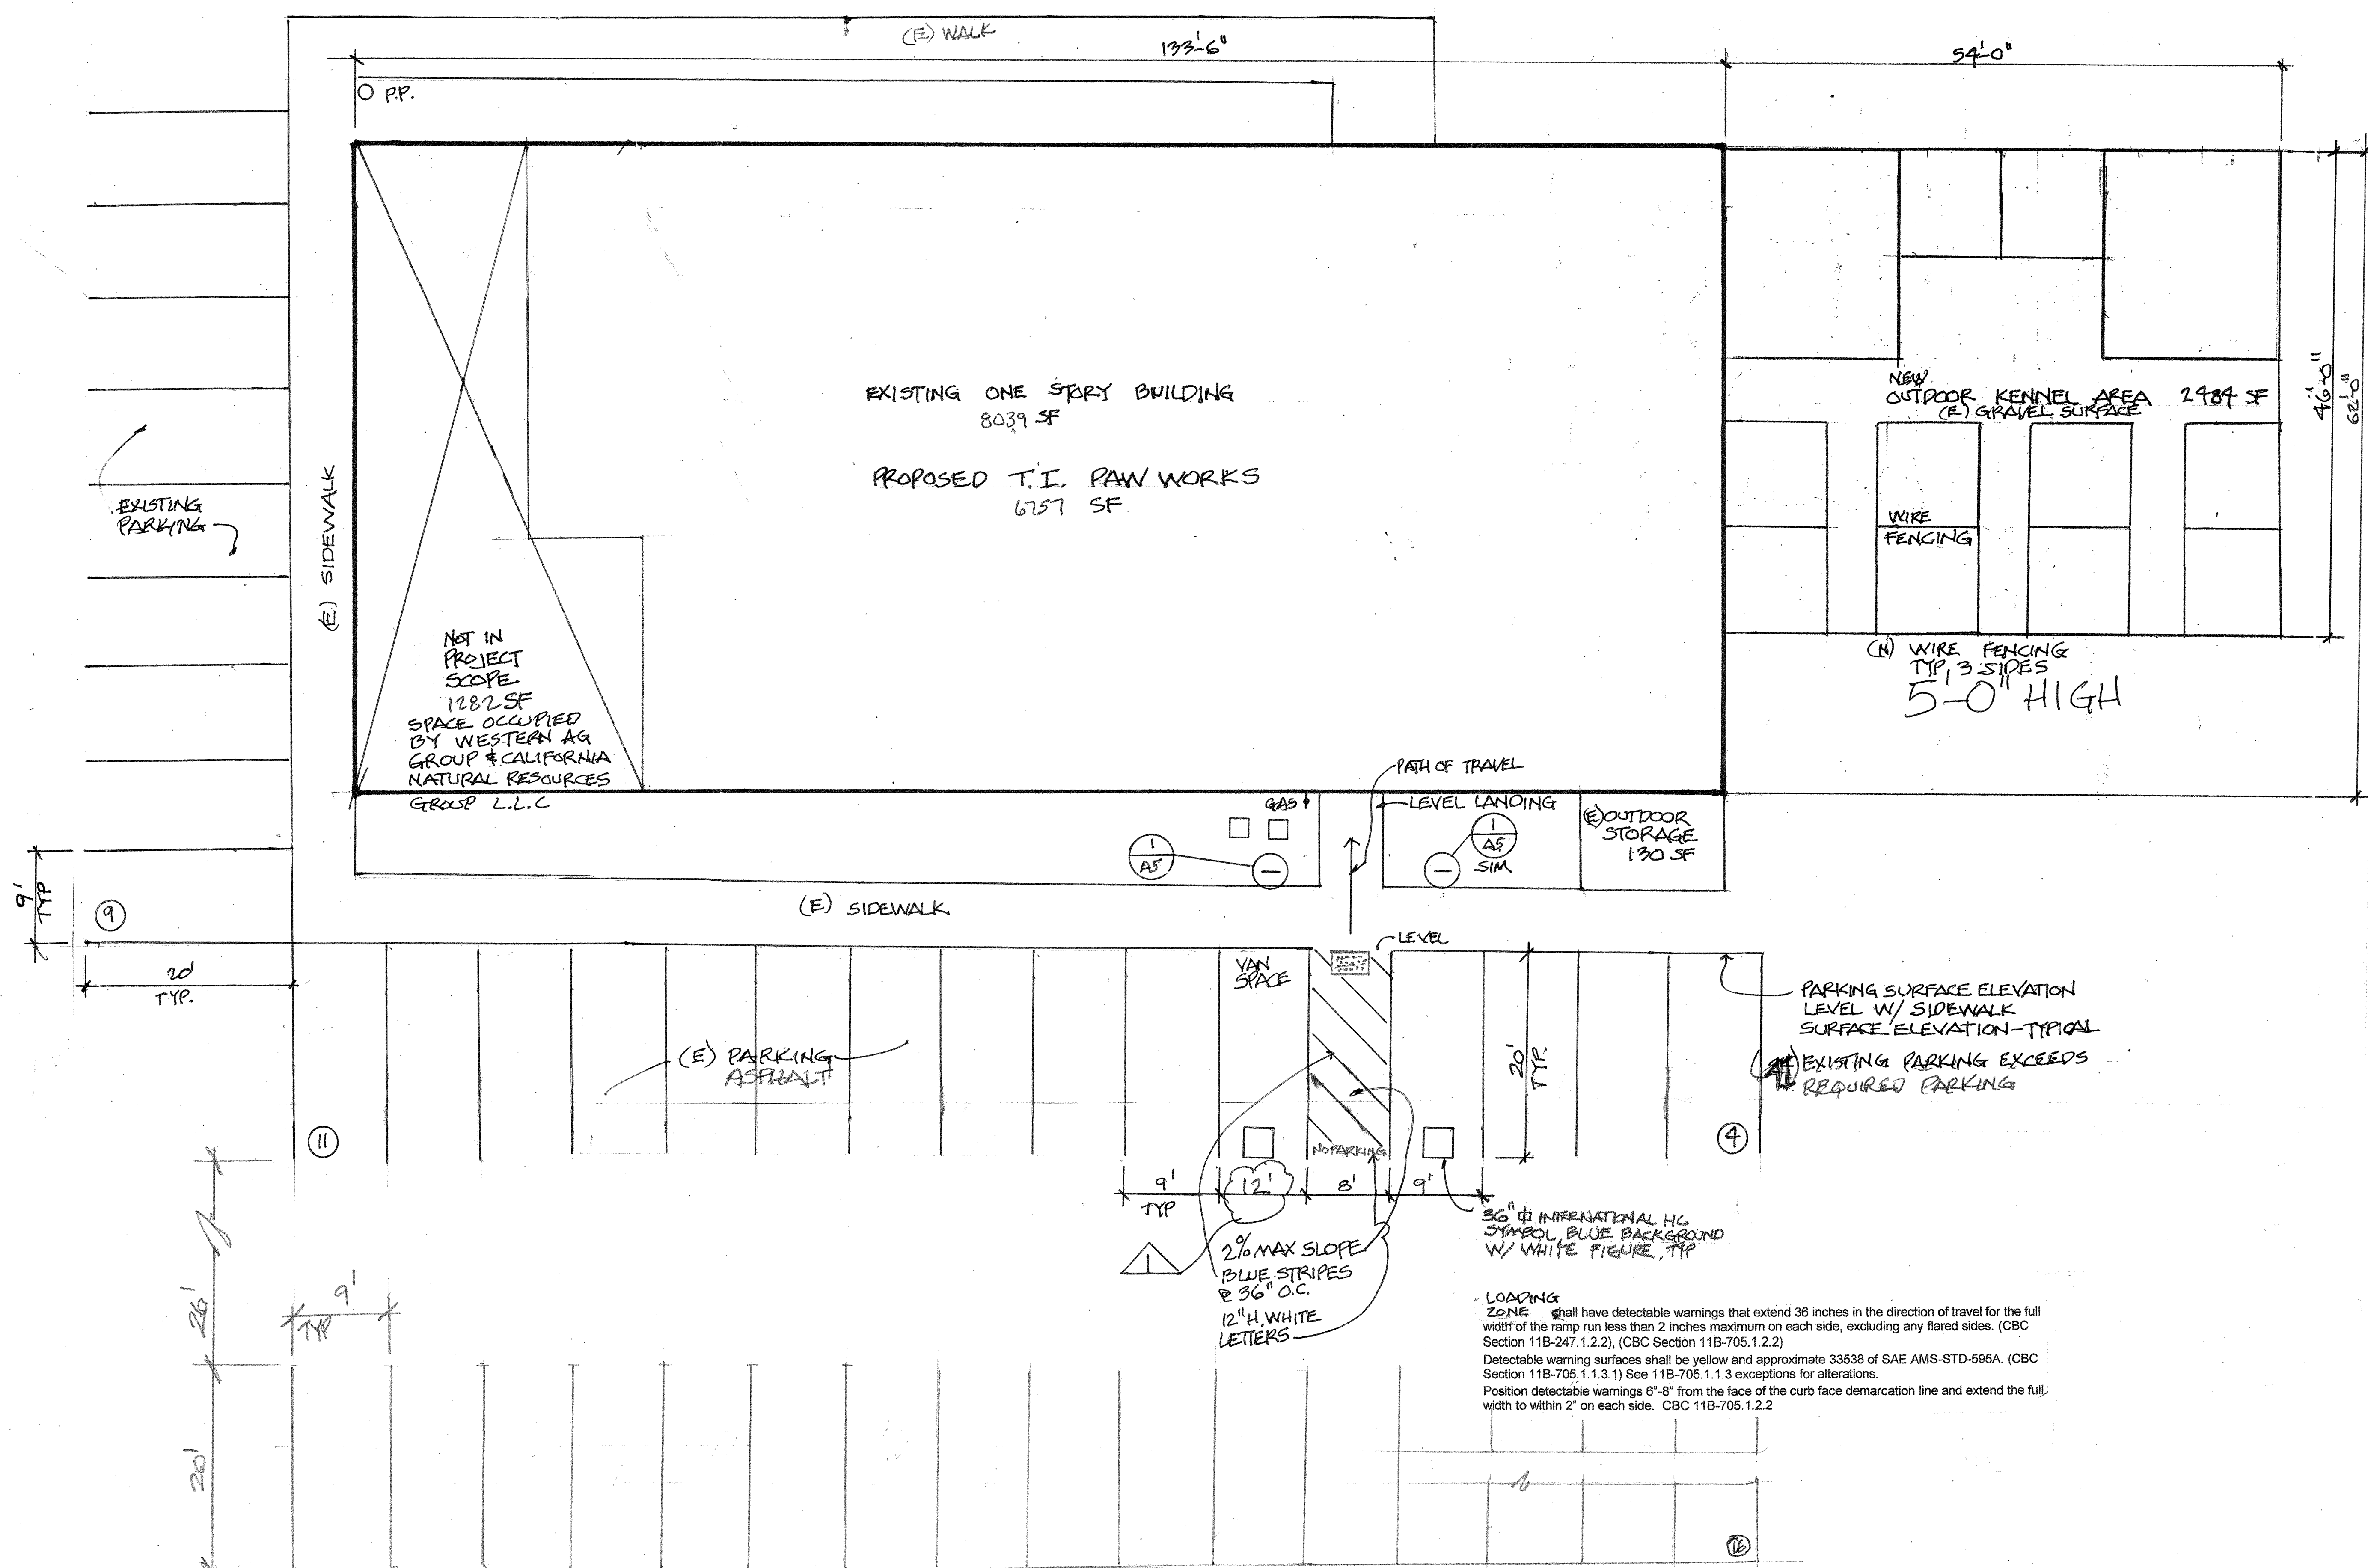 (E) WALK
133'-6"
54'-0"
P.P.
EXISTING ONE STORY BUILDING
8039 SF
PROPOSED T.I. PAW WORKS
6757 SF
NEW
OUTDOOR KENNEL AREA 2484 SF
(E) GRAVEL SURFACE
46'-0"
62'-0"
WIRE
FENCING
(N) WIRE FENCING
TYP, 3 SIDES
5'-0" HIGH
EXISTING
PARKING
(E) SIDEWALK
NOT IN
PROJECT
SCOPE
1282 SF
SPACE OCCUPIED
BY WESTERN AG
GROUP & CALIFORNIA
NATURAL RESOURCES
GROUP L.L.C
PATH OF TRAVEL
GAS
LEVEL LANDING
(E) OUTDOOR
STORAGE
130 SF
1
A5
1
A5
SIM
9'
TYP
9
(E) SIDEWALK
LEVEL
20'
TYP.
VAN
SPACE
PARKING SURFACE ELEVATION
LEVEL W/ SIDEWALK
SURFACE ELEVATION-TYPICAL
EXISTING PARKING EXCEEDS
REQUIRED PARKING
(E) PARKING
ASPHALT
20'
TYP.
11
NO PARKING
4
9'
TYP
12'
8'
9'
1
36" INTERNATIONAL HC
SYMBOL, BLUE BACKGROUND
W/ WHITE FIGURE, TYP
2% MAX SLOPE
BLUE STRIPES
@ 36" O.C.
12" H. WHITE
LETTERS
26'
9'
TYP
20'
LOADING
ZONE shall have detectable warnings that extend 36 inches in the direction of travel for the full
width of the ramp run less than 2 inches maximum on each side, excluding any flared sides. (CBC
Section 11B-247.1.2.2), (CBC Section 11B-705.1.2.2)
Detectable warning surfaces shall be yellow and approximate 33538 of SAE AMS-STD-595A. (CBC
Section 11B-705.1.1.3.1) See 11B-705.1.1.3 exceptions for alterations.
Position detectable warnings 6"-8" from the face of the curb face demarcation line and extend the full
width to within 2" on each side. CBC 11B-705.1.2.2
16